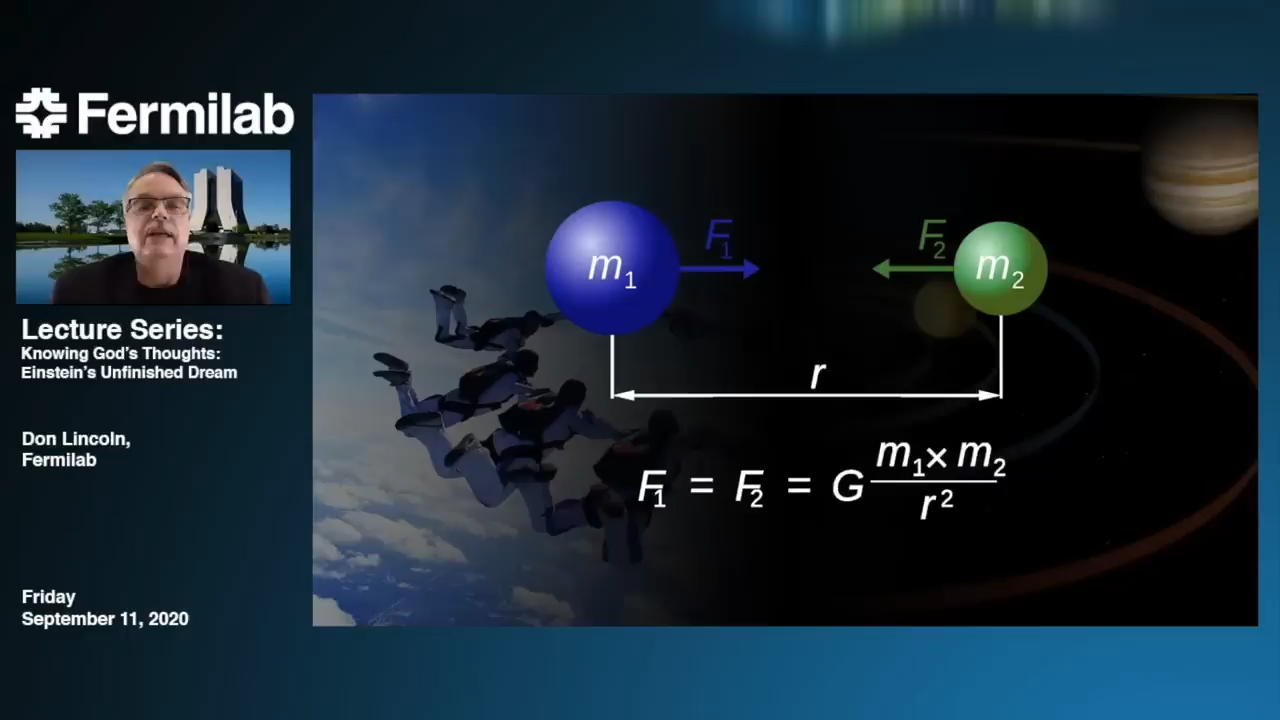 Fermilab
Lecture Series:
Knowing God's Thoughts:
Einstein's Unfinished Dream
Don Lincoln,
Fermilab
Friday
September 11, 2020
m₁ F₁ F₂ m₂
r
F₁ = F₂ = G m₁ × m₂ / r²